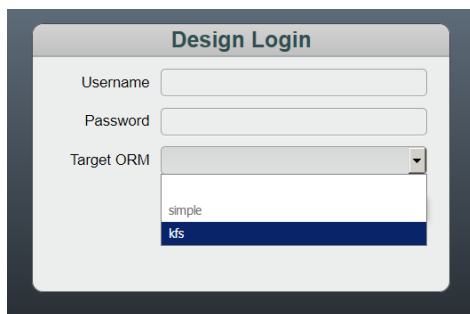 Design Login
Username
Password
Target ORM
simple
kfs